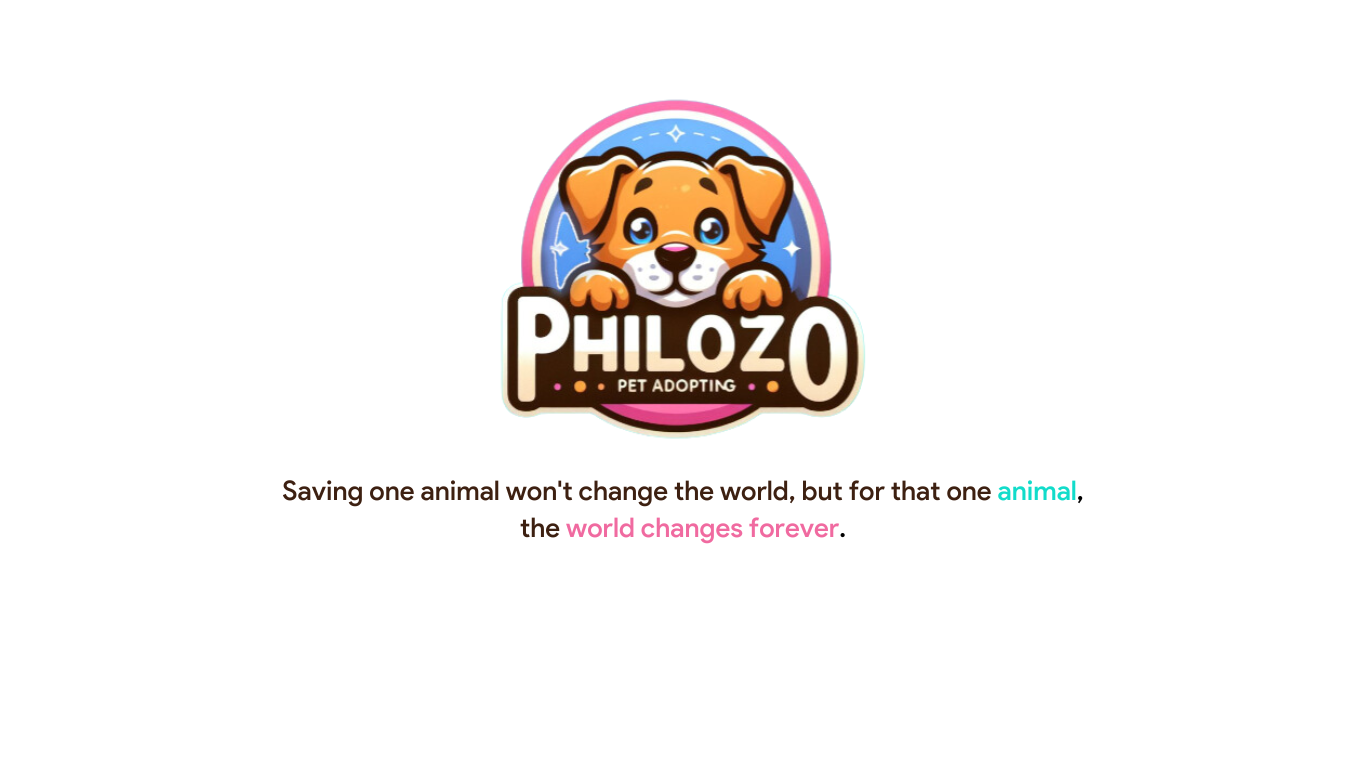 PHILOZO
PET ADOPTING
Saving one animal won't change the world, but for that one animal,
the world changes forever.